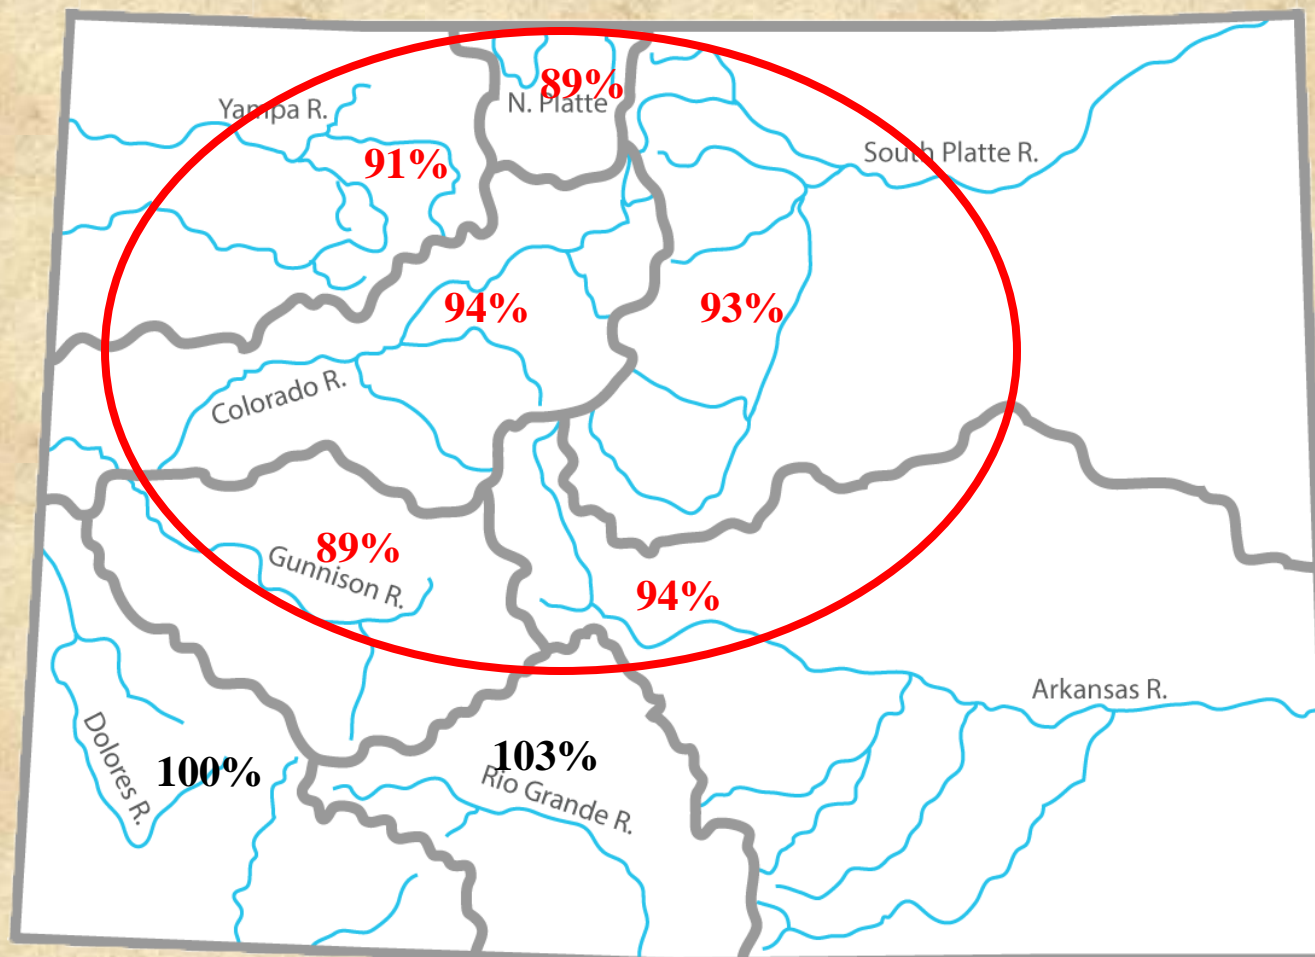 89%
N. Platte
Yampa R.
91%
South Platte R.
94%
93%
Colorado R.
89%
Gunnison R.
94%
Arkansas R.
Dolores R.
100%
103%
Rio Grande R.